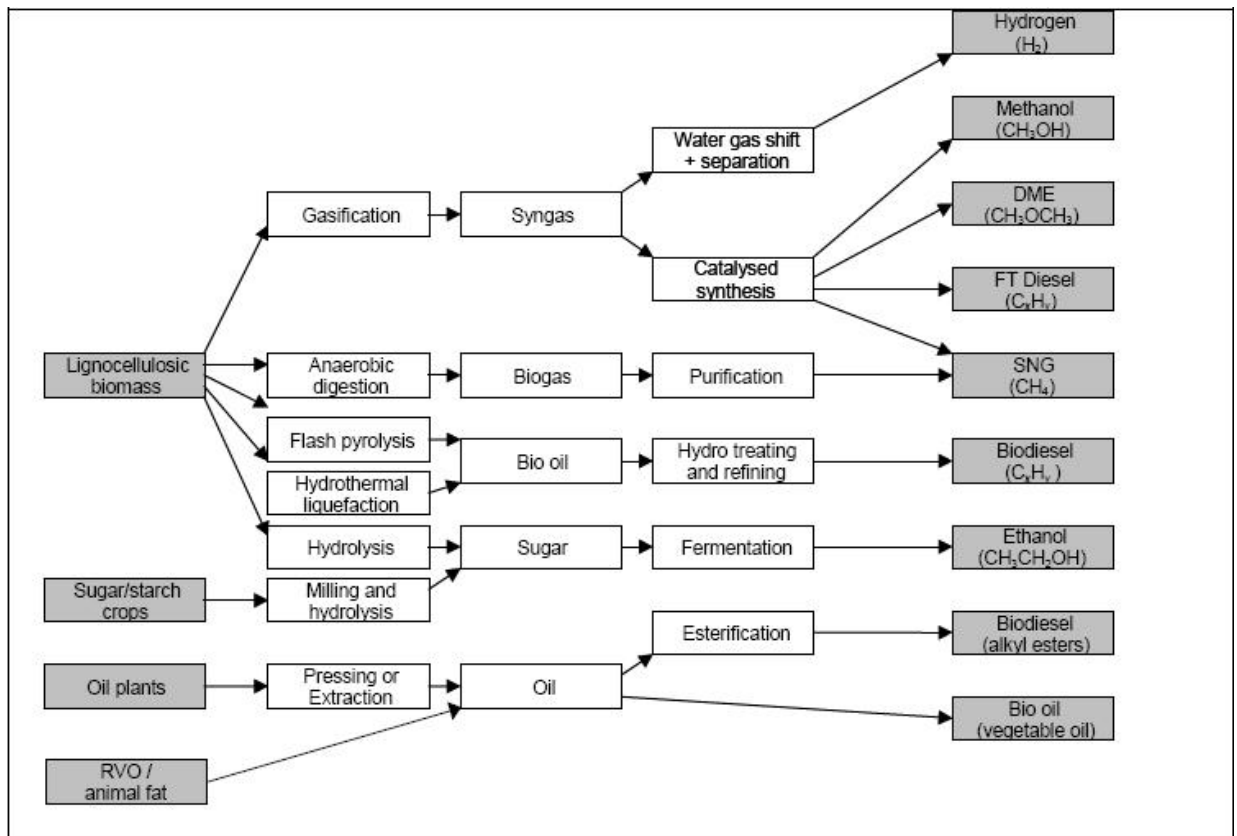 Hydrogen
(H₂)
Methanol
(CH₃OH)
Water gas shift
+ separation
DME
(CH₃OCH₃)
Gasification
Syngas
Catalysed
synthesis
FT Diesel
(CₓHᵧ)
Lignocellulosic
biomass
Anaerobic
digestion
Biogas
Purification
SNG
(CH₄)
Flash pyrolysis
Bio oil
Hydro treating
and refining
Biodiesel
(CₓHᵧ )
Hydrothermal
liquefaction
Hydrolysis
Sugar
Fermentation
Ethanol
(CH₃CH₂OH)
Sugar/starch
crops
Milling and
hydrolysis
Esterification
Biodiesel
(alkyl esters)
Oil plants
Pressing or
Extraction
Oil
Bio oil
(vegetable oil)
RVO /
animal fat